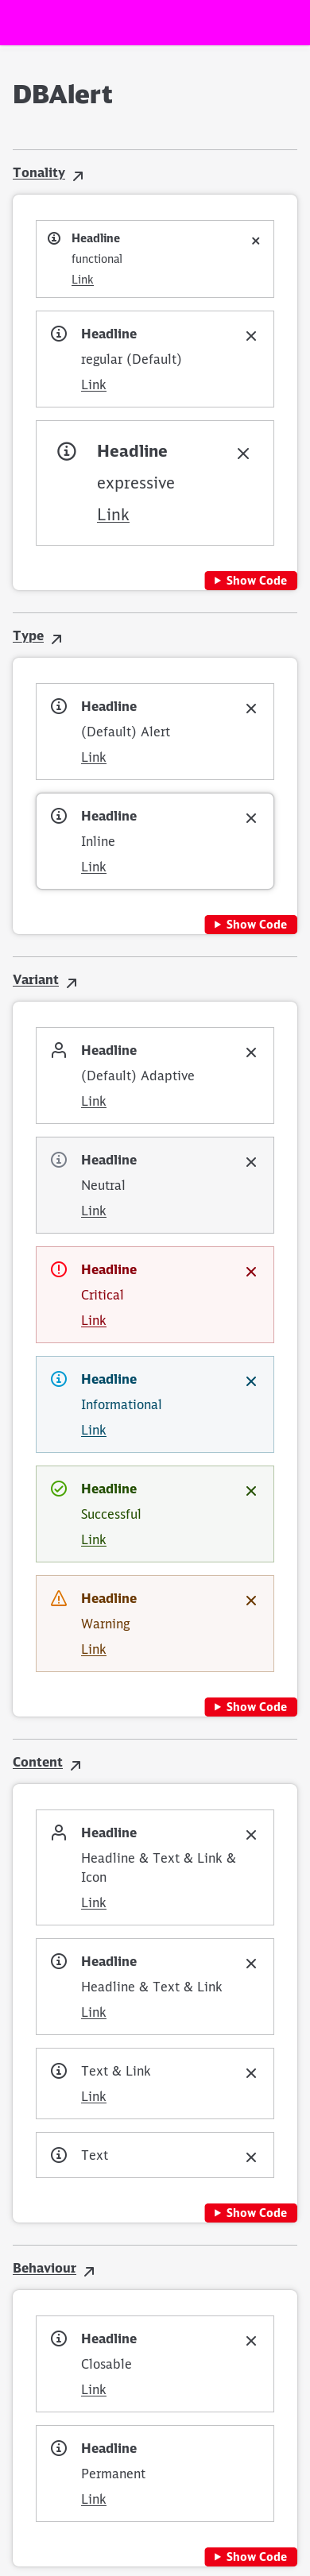 DBAlert
Tonality
Headline
functional
Link
Headline
regular (Default)
Link
Headline
expressive
Link
Show Code
Type
Headline
(Default) Alert
Link
Headline
Inline
Link
Show Code
Variant
Headline
(Default) Adaptive
Link
Headline
Neutral
Link
Headline
Critical
Link
Headline
Informational
Link
Headline
Successful
Link
Headline
Warning
Link
Show Code
Content
Headline
Headline & Text & Link &
Icon
Link
Headline
Headline & Text & Link
Link
Text & Link
Link
Text
Show Code
Behaviour
Headline
Closable
Link
Headline
Permanent
Link
Show Code